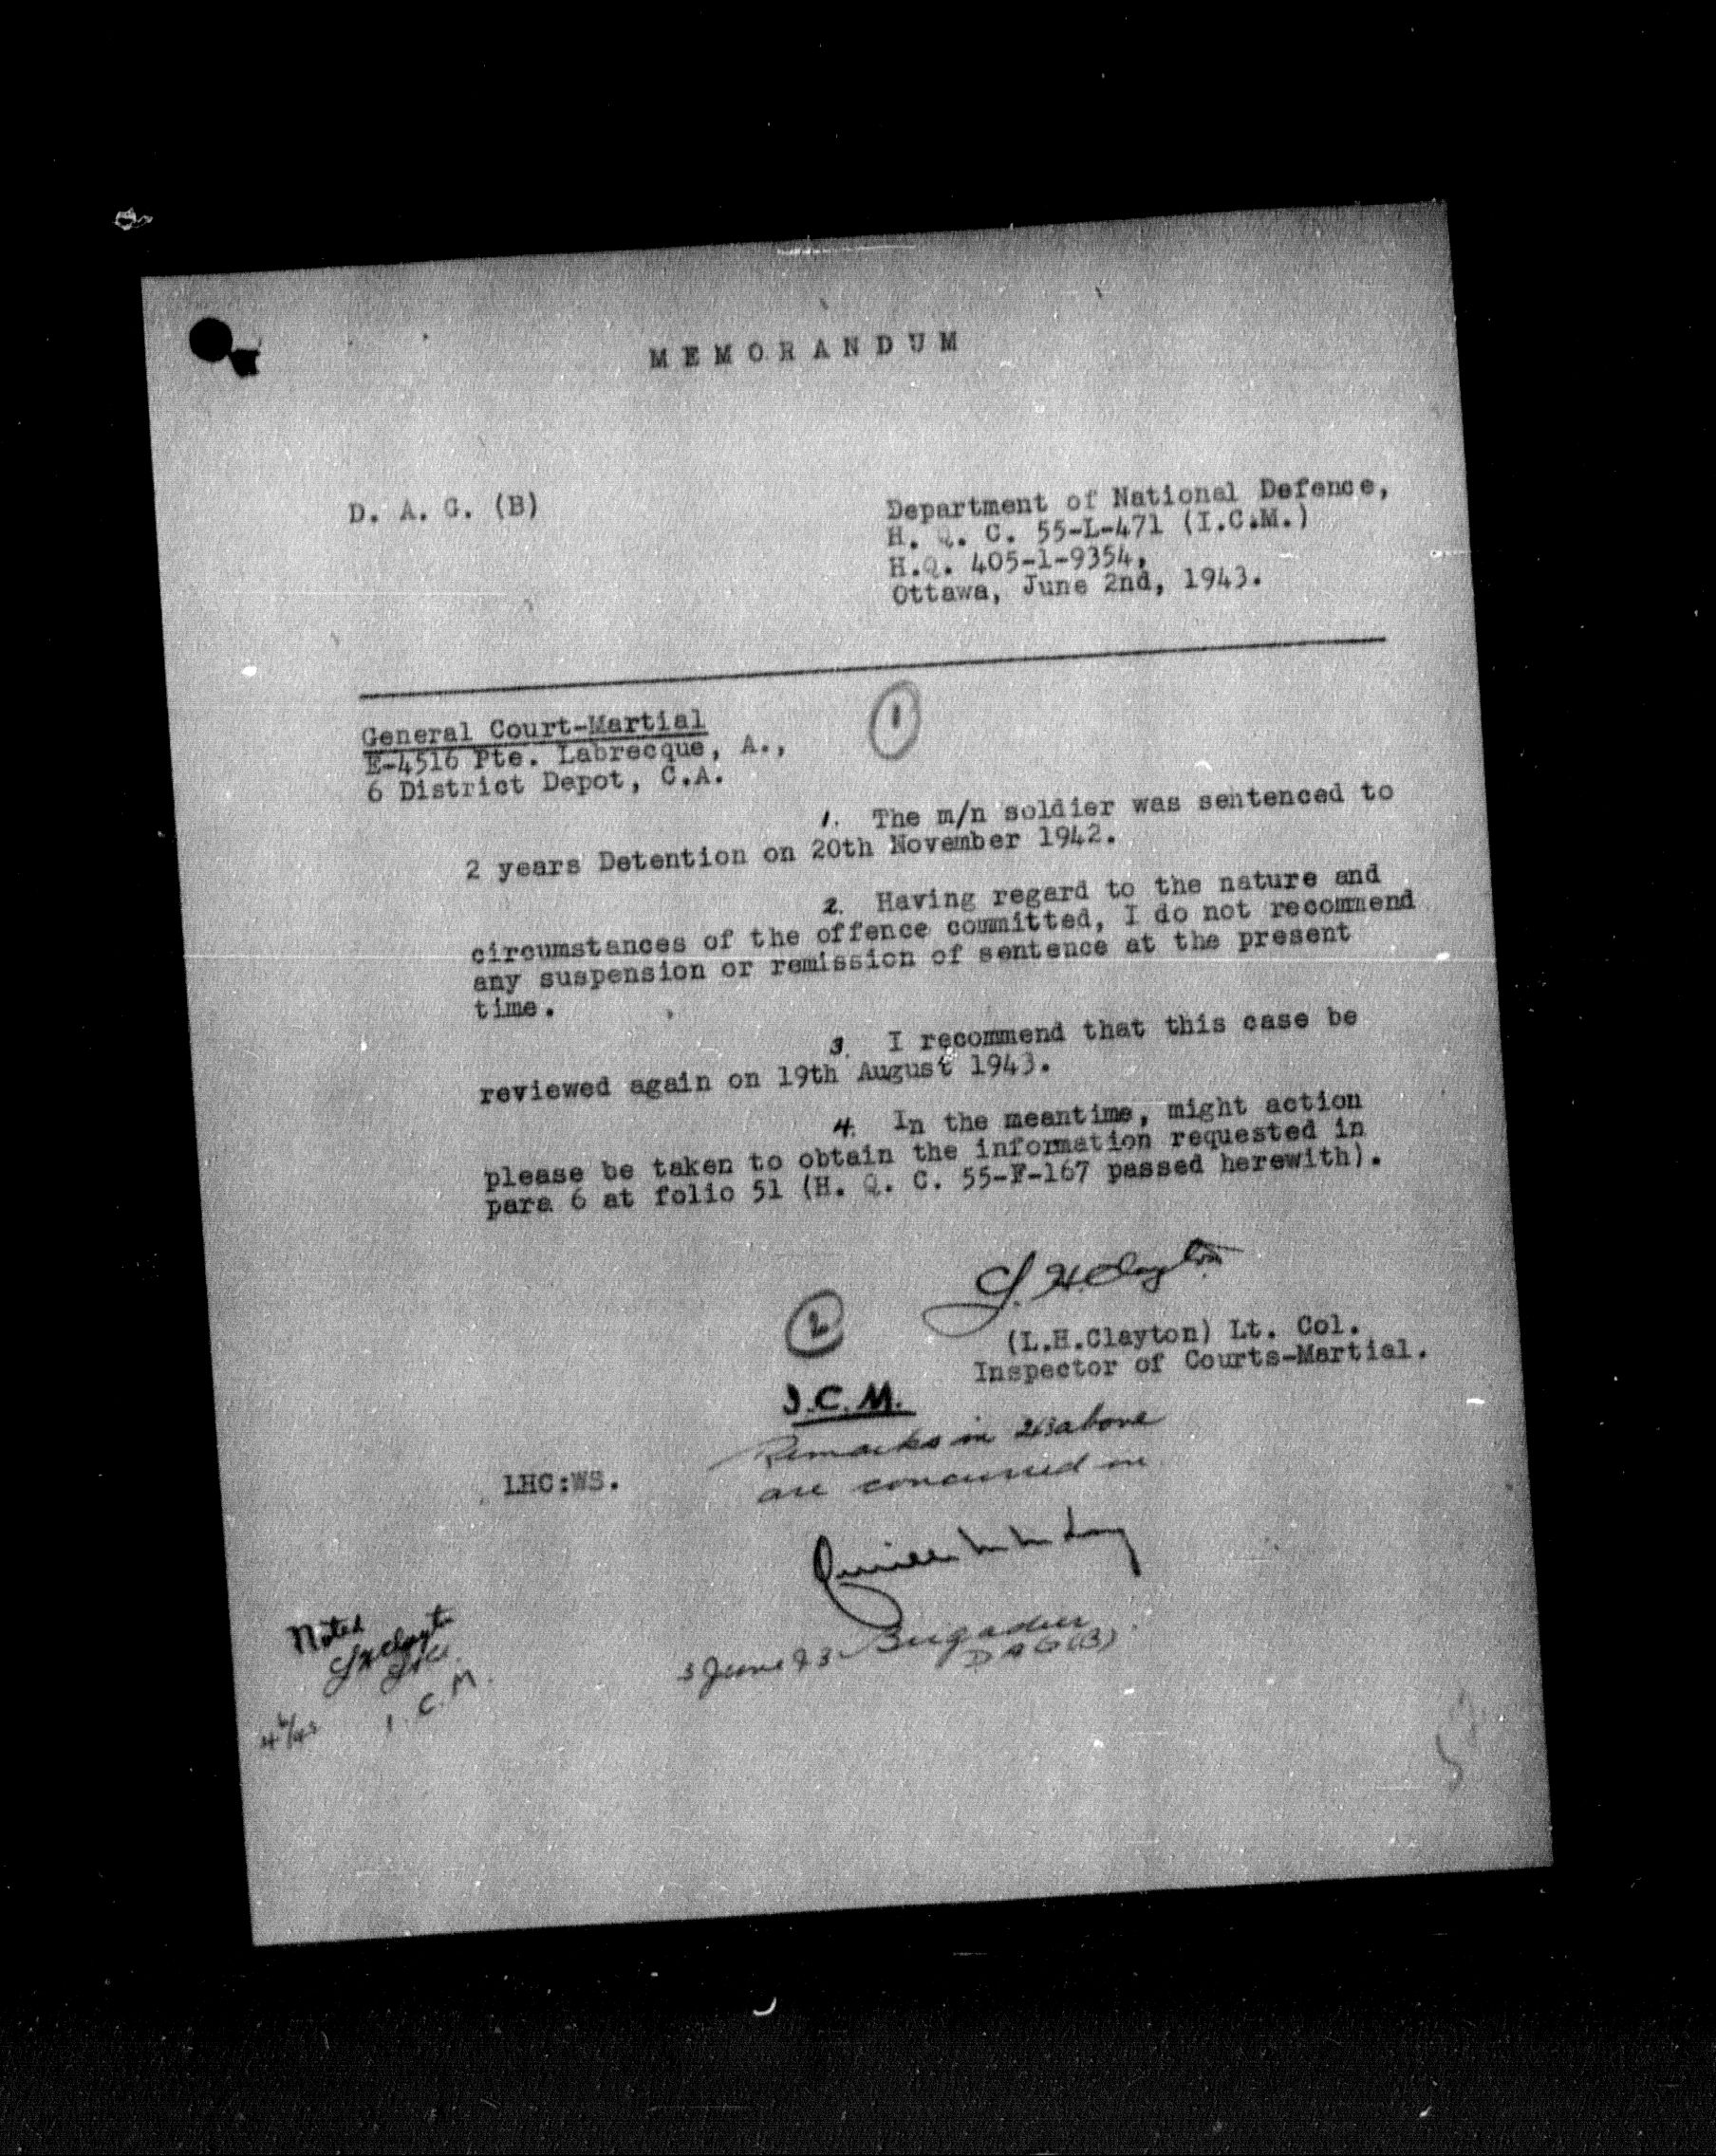 MEMORANDUM
D. A. G. (B)
Department of National Defence,
H. Q. C. 55-L-471 (I.C.M.)
H.Q. 405-1-9354,
Ottawa, June 2nd, 1943.
1
General Court-Martial
E-4516 Pte. Labrecque, A.,
6 District Depot, C.A.
1. The m/n soldier was sentenced to
2 years Detention on 20th November 1942.
2. Having regard to the nature and
circumstances of the offence committed, I do not recommend
any suspension or remission of sentence at the present
time.
3. I recommend that this case be
reviewed again on 19th August 1943.
4. In the meantime, might action
please be taken to obtain the information requested in
para 6 at folio 51 (H. Q. C. 55-F-167 passed herewith).
L. H. Clayton
(L.H.Clayton) Lt. Col.
Inspector of Courts-Martial.
2
I.C.M.
Remarks in 2&3 above
are concurred in
LHC:WS.
Brigadier
3 June 43 DAG(B)
Noted
LHClayton
I.C.M.